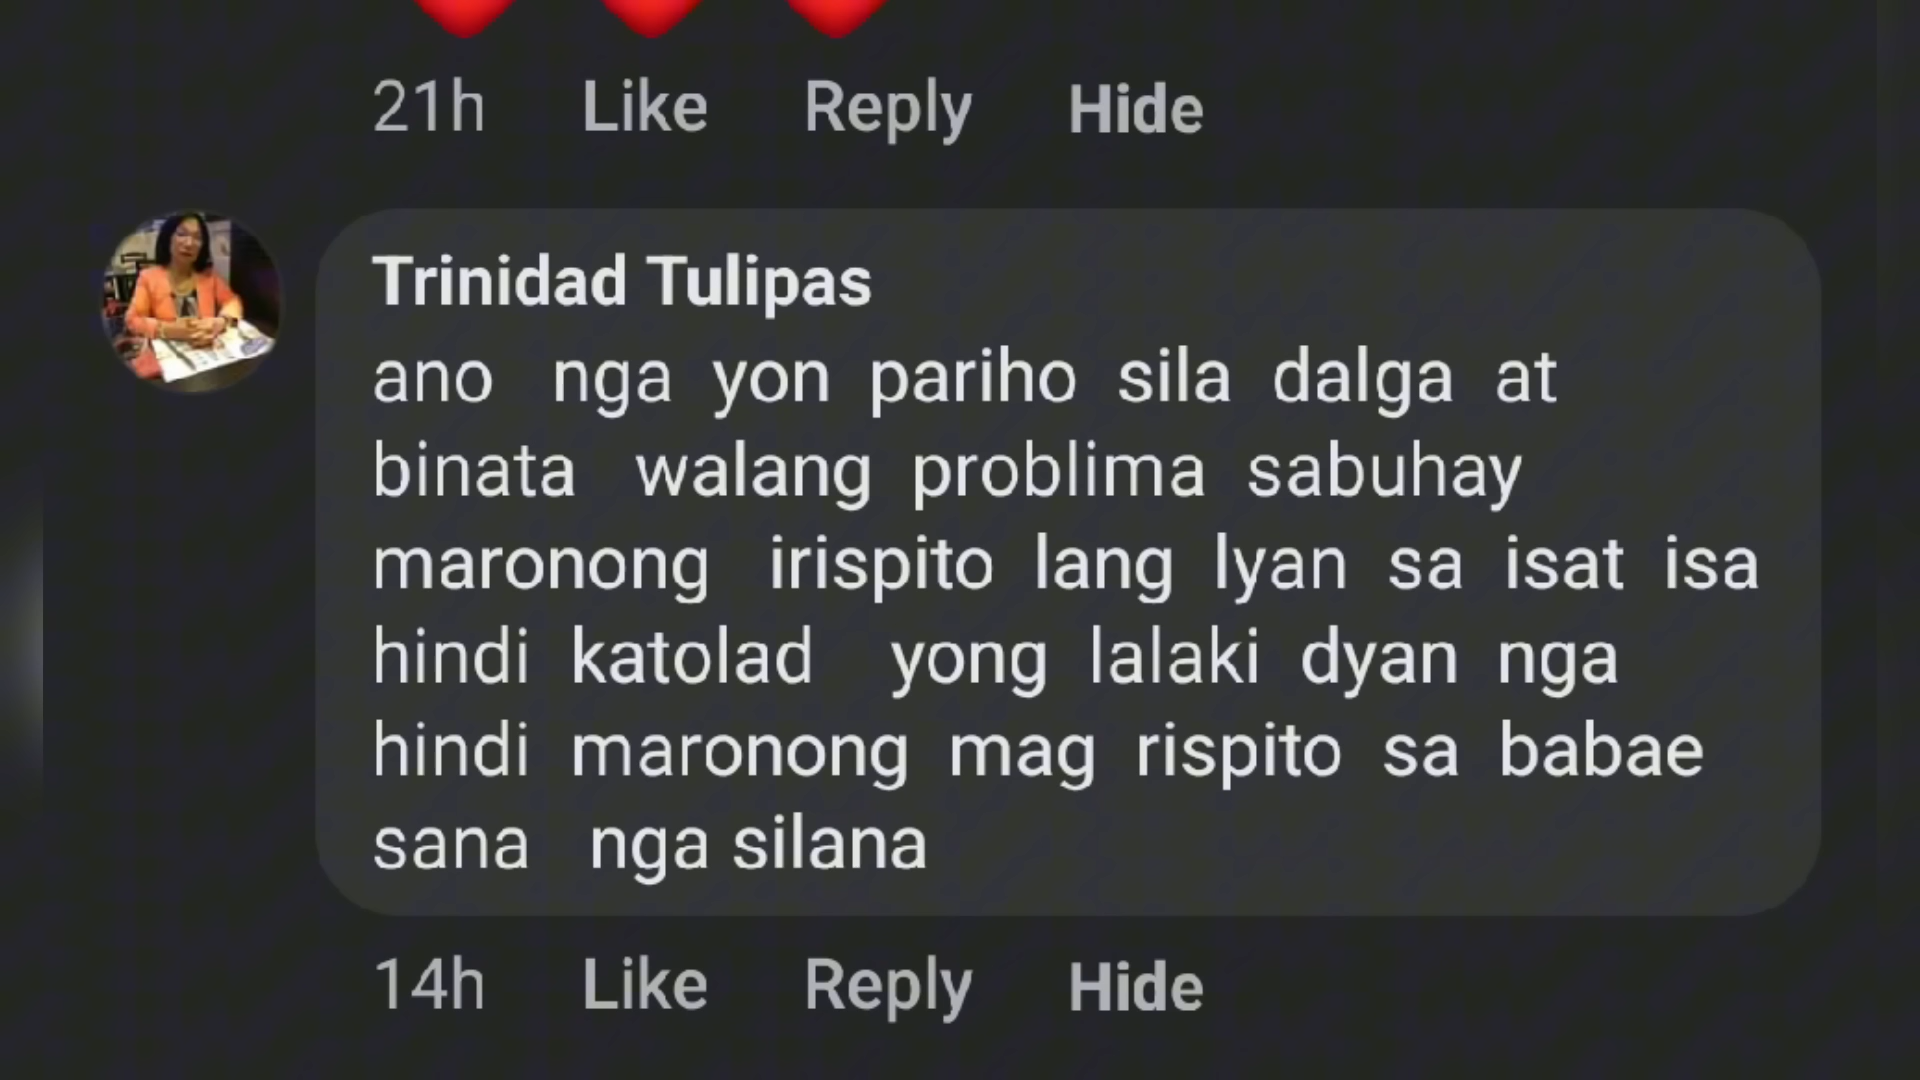 21h Like Reply Hide
Trinidad Tulipas
ano nga yon pariho sila dalga at
binata walang problima sabuhay
maronong irispito lang lyan sa isat isa
hindi katolad yong lalaki dyan nga
hindi maronong mag rispito sa babae
sana nga silana
14h Like Reply Hide